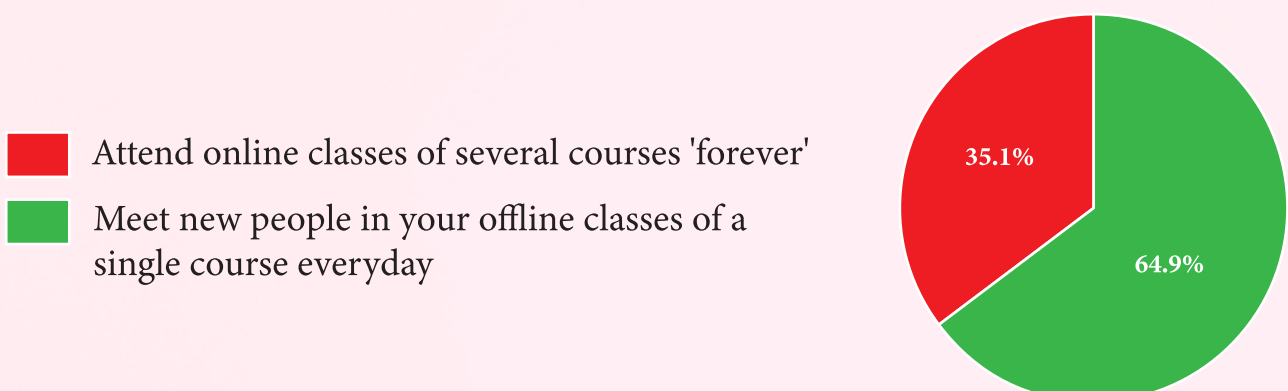 Attend online classes of several courses 'forever'
Meet new people in your offline classes of a
single course everyday
35.1%
64.9%